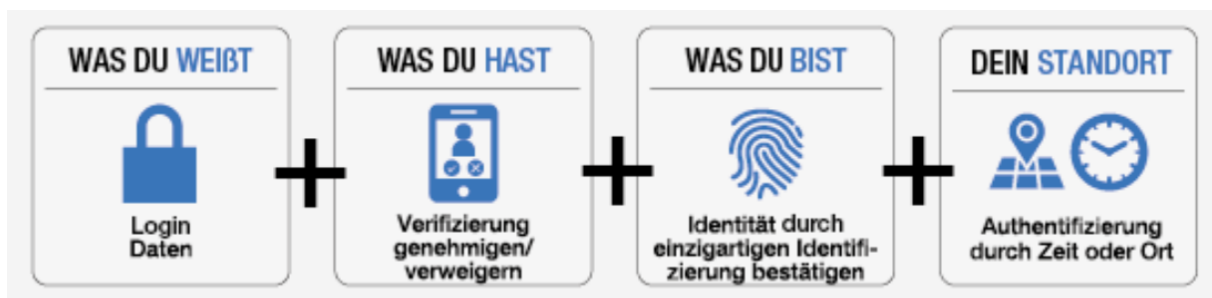 WAS DU WEIßT
Login
Daten
WAS DU HAST
Verifizierung
genehmigen/
verweigern
WAS DU BIST
Identität durch
einzigartigen Identifi-
zierung bestätigen
DEIN STANDORT
Authentifizierung
durch Zeit oder Ort